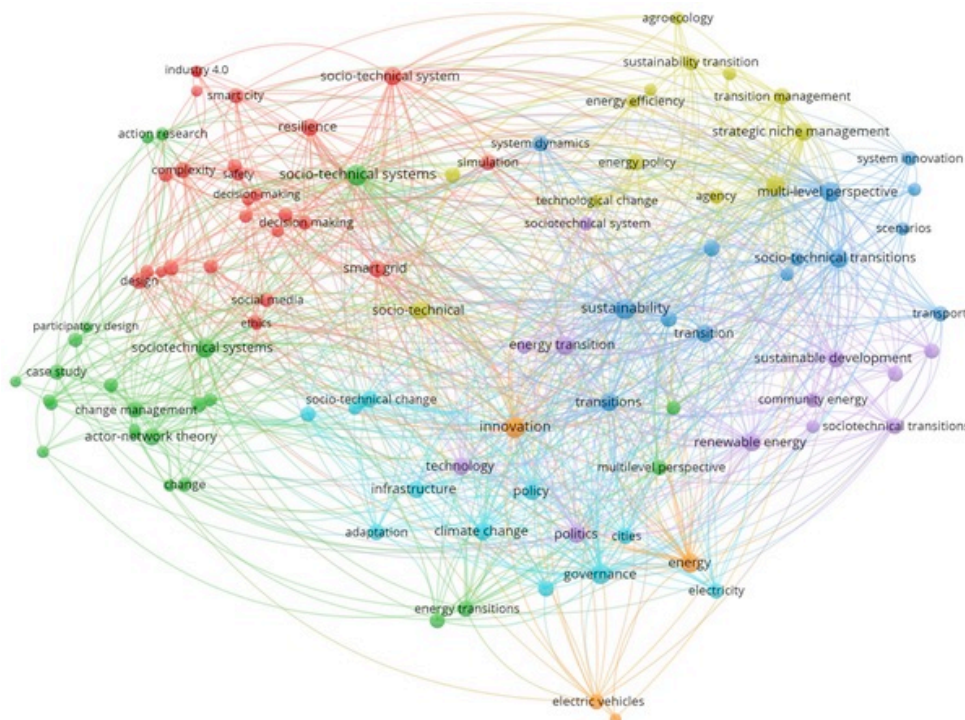 agroecology
sustainability transition
industry 4.0
socio-technical system
smart city
energy efficiency
transition management
resilience
action research
strategic niche management
system dynamics
system innovation
simulation
energy policy
complexity
safety
socio-technical systems
multi-level perspective
decision-making
agency
technological change
decision making
sociotechnical system
scenarios
socio-technical transitions
smart grid
design
social media
socio-technical
sustainability
transport
ethics
participatory design
transition
sociotechnical systems
energy transition
sustainable development
case study
socio-technical change
transitions
community energy
change management
innovation
sociotechnical transitions
actor-network theory
renewable energy
technology
multilevel perspective
change
infrastructure
policy
adaptation
climate change
politics
cities
energy
governance
electricity
energy transitions
electric vehicles